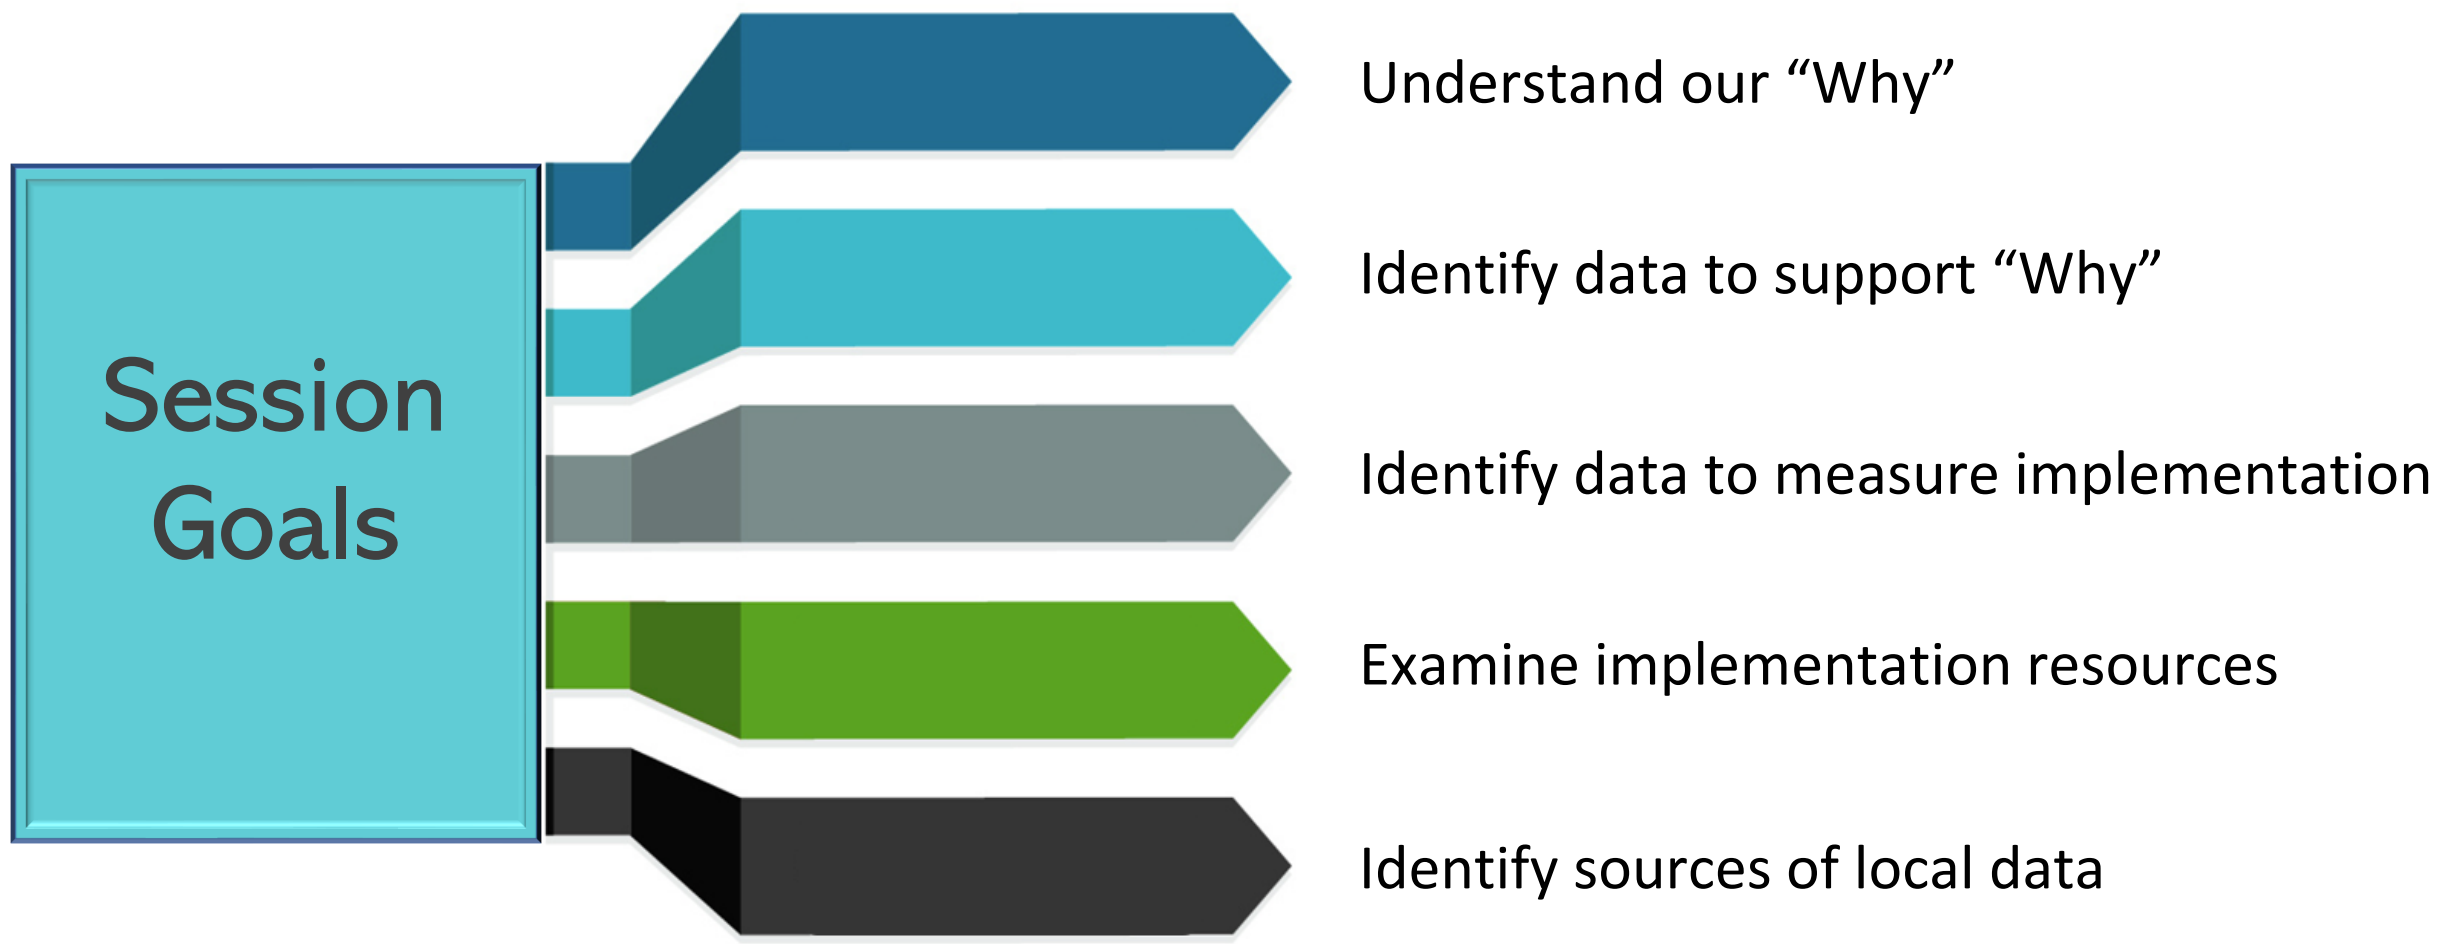 Session
Goals
Understand our “Why”
Identify data to support “Why”
Identify data to measure implementation
Examine implementation resources
Identify sources of local data